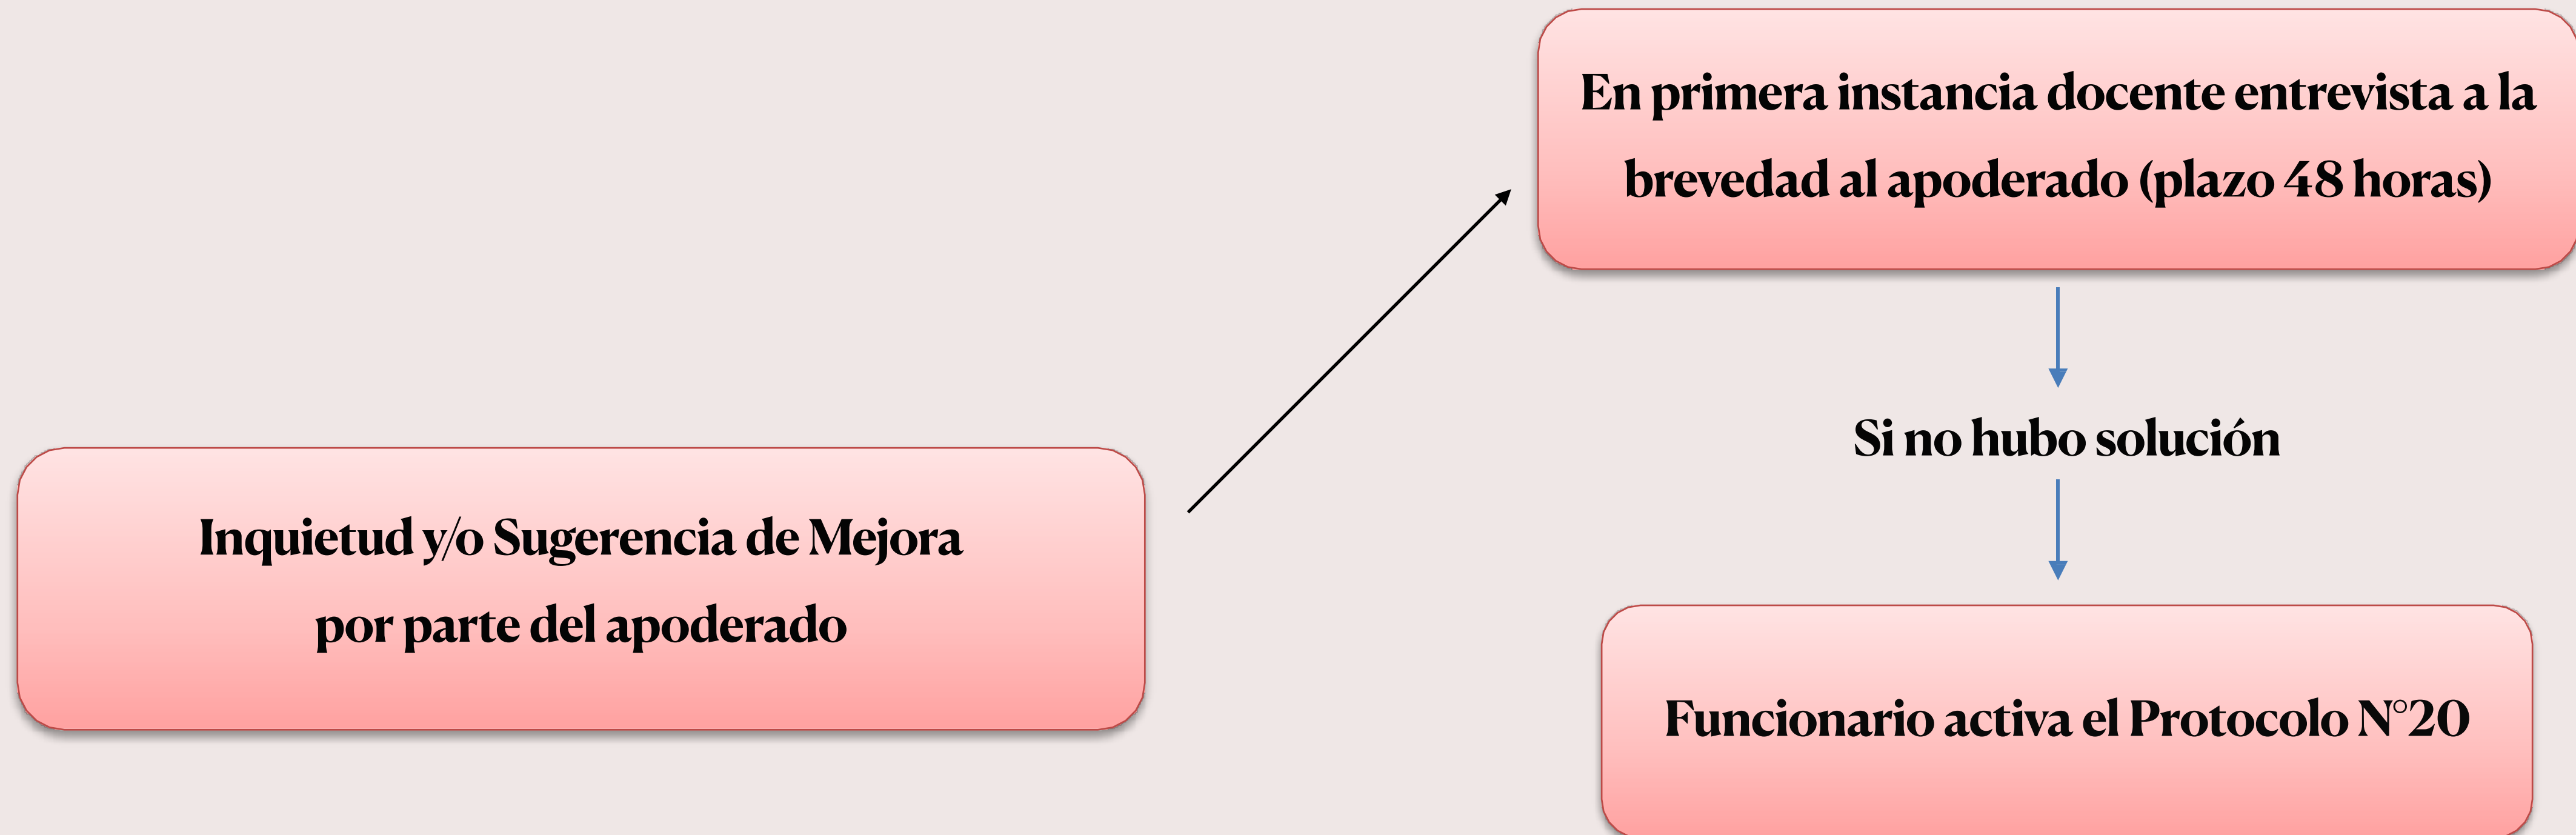 En primera instancia docente entrevista a la
brevedad al apoderado (plazo 48 horas)
Si no hubo solución
Inquietud y/o Sugerencia de Mejora
por parte del apoderado
Funcionario activa el Protocolo N°20